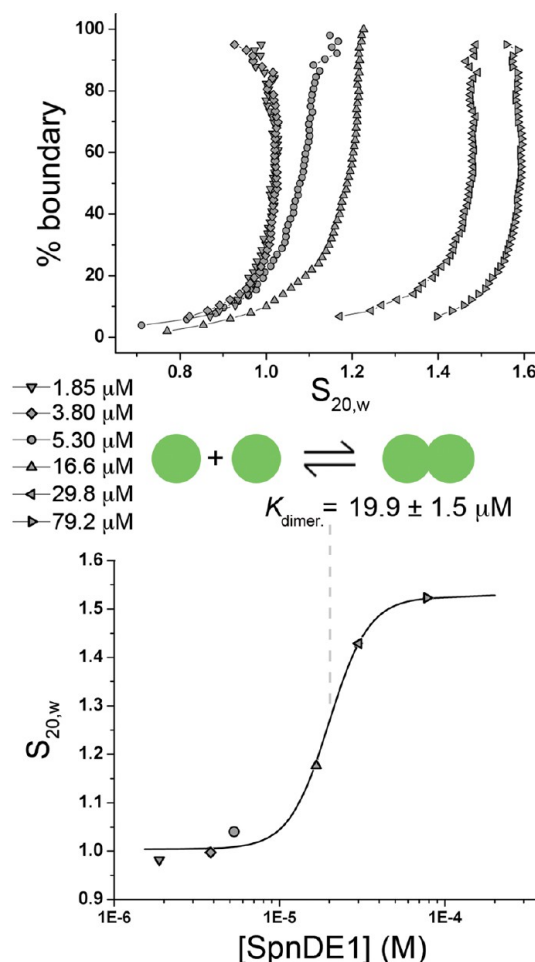 % boundary
100
80
60
40
20
0
0.8 1.0 1.2 1.4 1.6
S20,w
1.85 µM
3.80 µM
5.30 µM
16.6 µM
29.8 µM
79.2 µM
+
Kdimer. = 19.9 ± 1.5 µM
S20,w
1.6
1.5
1.4
1.3
1.2
1.1
1.0
0.9
1E-6 1E-5 1E-4
[SpnDE1] (M)